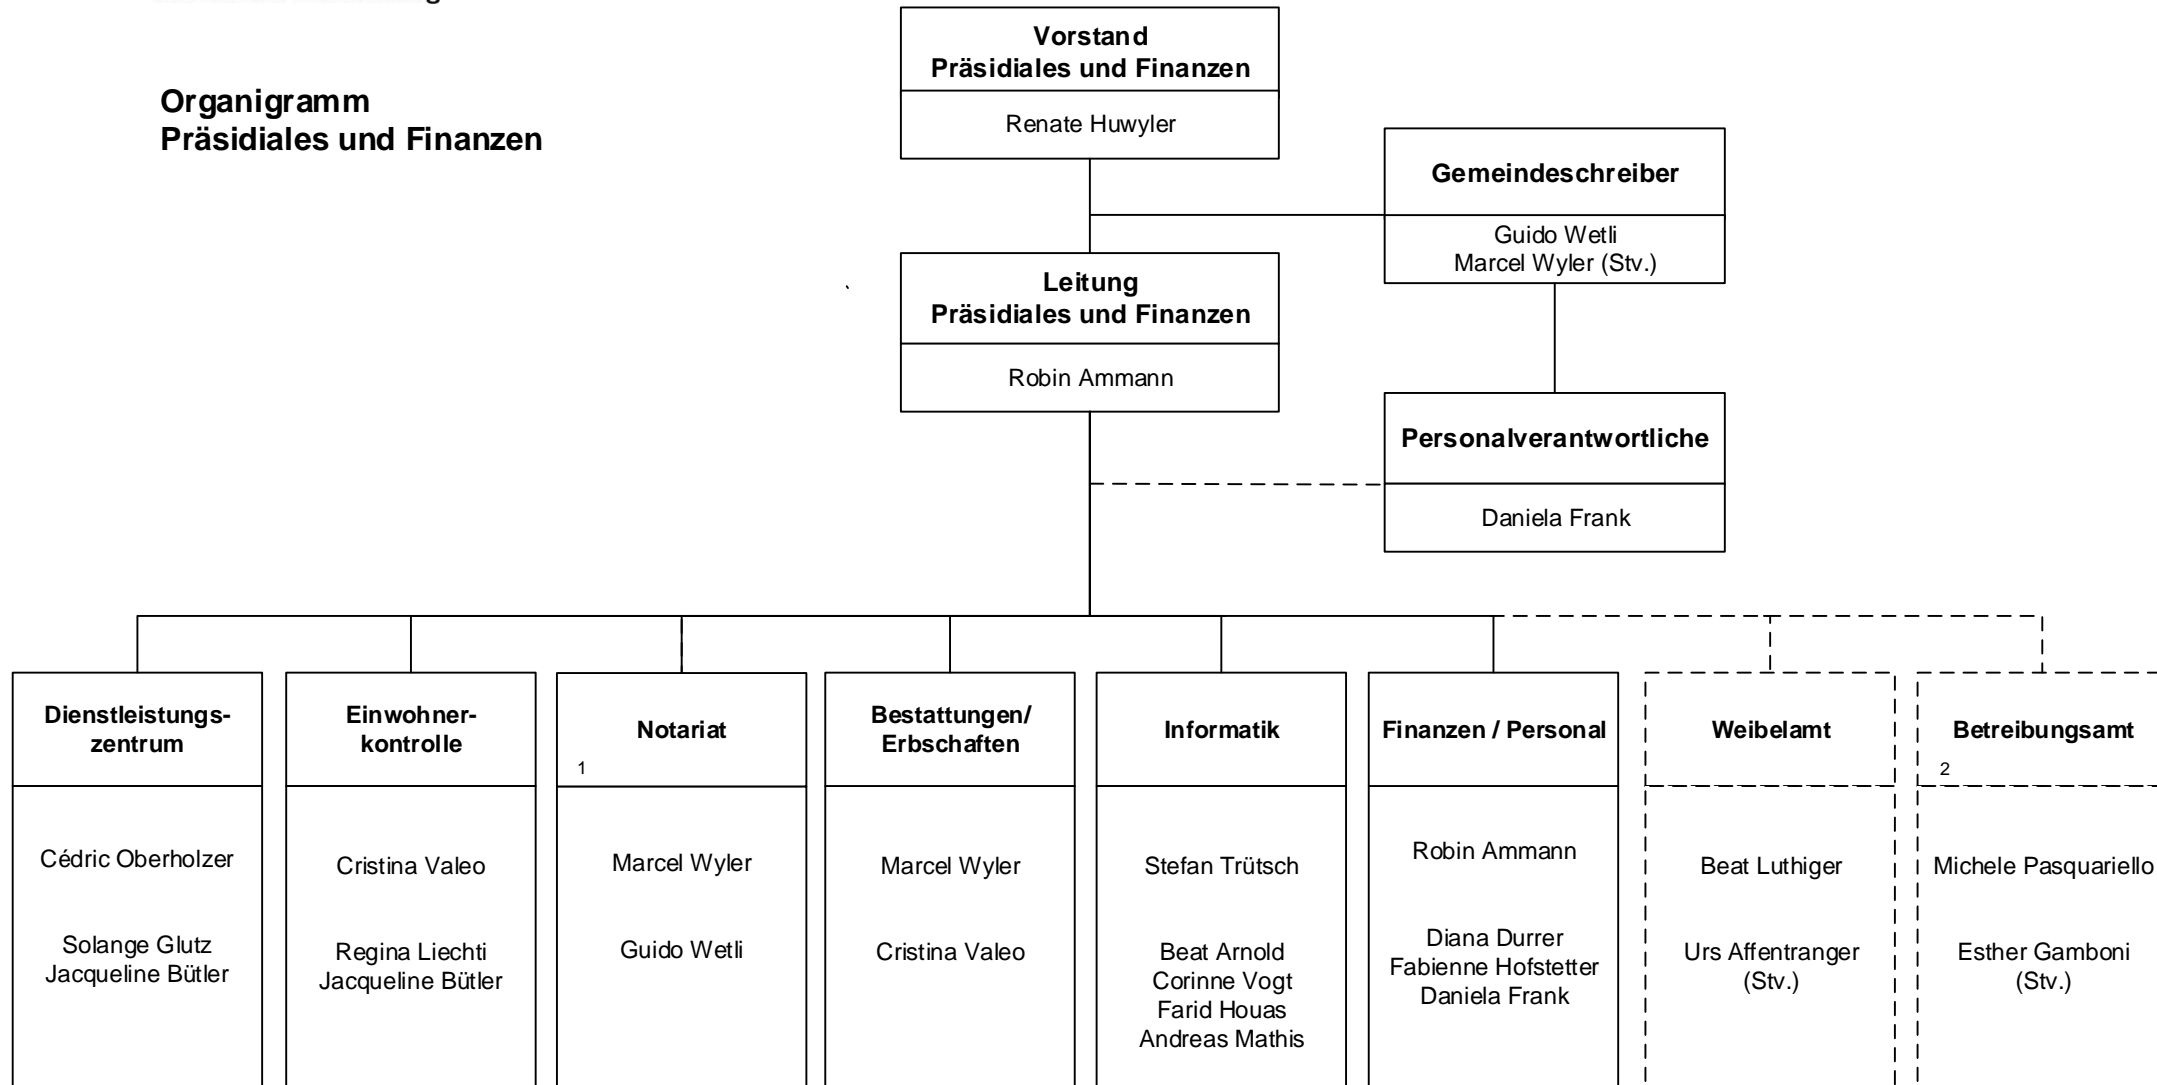 Organigramm
Präsidiales und Finanzen
Vorstand
Präsidiales und Finanzen
Renate Huwyler
Gemeindeschreiber
Guido Wetli
Marcel Wyler (Stv.)
Leitung
Präsidiales und Finanzen
Robin Ammann
Personalverantwortliche
Daniela Frank
Dienstleistungs-
zentrum
Cédric Oberholzer
Solange Glutz
Jacqueline Bütler
Einwohner-
kontrolle
Cristina Valeo
Regina Liechti
Jacqueline Bütler
Notariat
1
Marcel Wyler
Guido Wetli
Bestattungen/
Erbschaften
Marcel Wyler
Cristina Valeo
Informatik
Stefan Trütsch
Beat Arnold
Corinne Vogt
Farid Houas
Andreas Mathis
Finanzen / Personal
Robin Ammann
Diana Durrer
Fabienne Hofstetter
Daniela Frank
Weibelamt
Beat Luthiger
Urs Affentranger
(Stv.)
Betreibungsamt
2
Michele Pasquariello
Esther Gamboni
(Stv.)